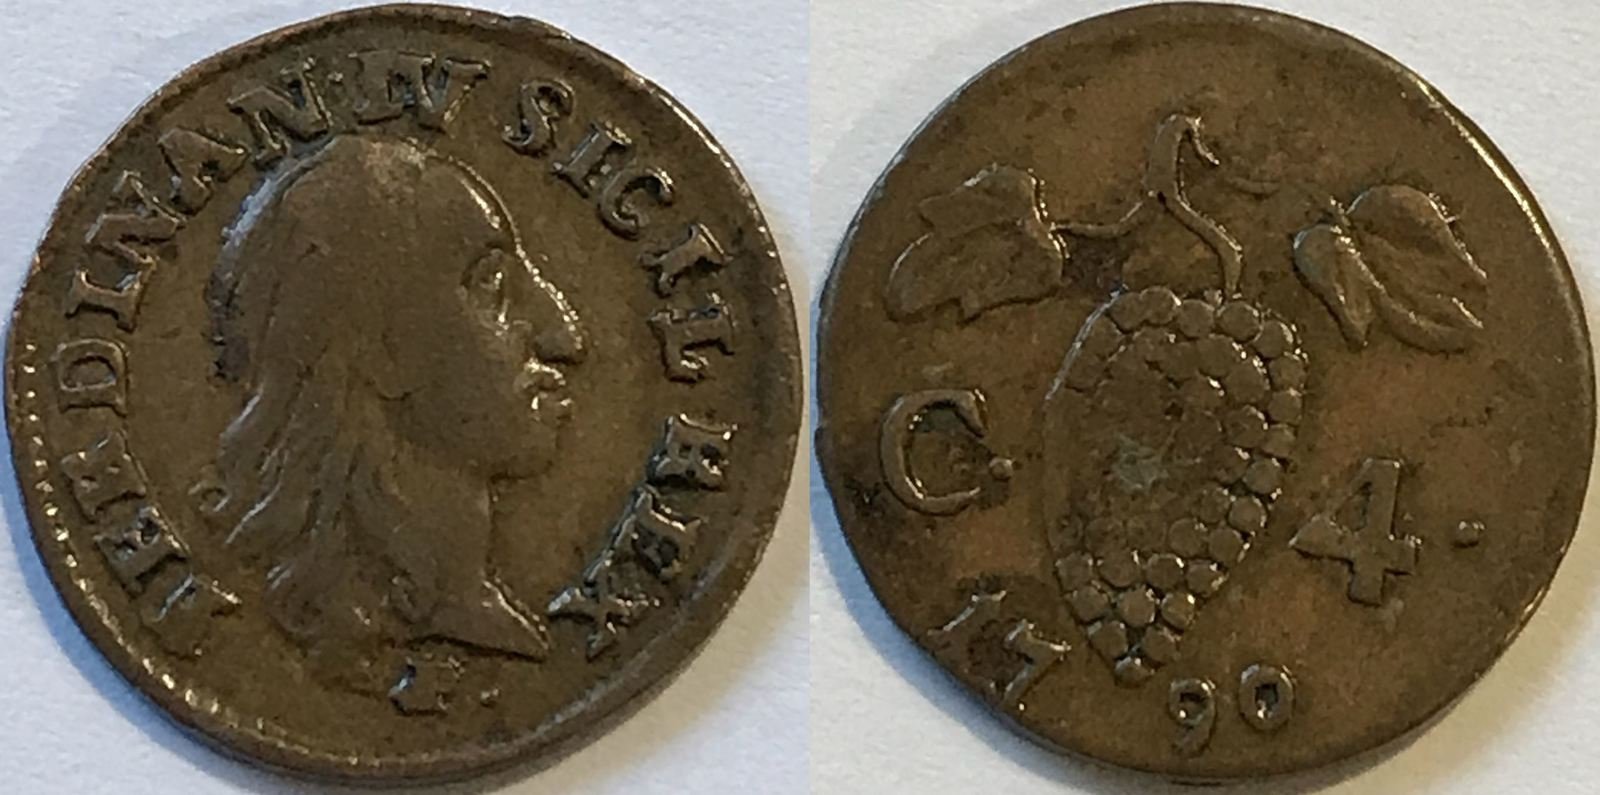 FERDINAN·IV SICIL REX
P.
C. 4.
1790